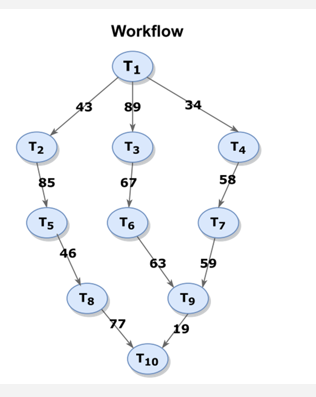 Workflow
T1
43 89 34
T2 T3 T4
85 67 58
T5 T6 T7
46 63 59
T8 T9
77 19
T10